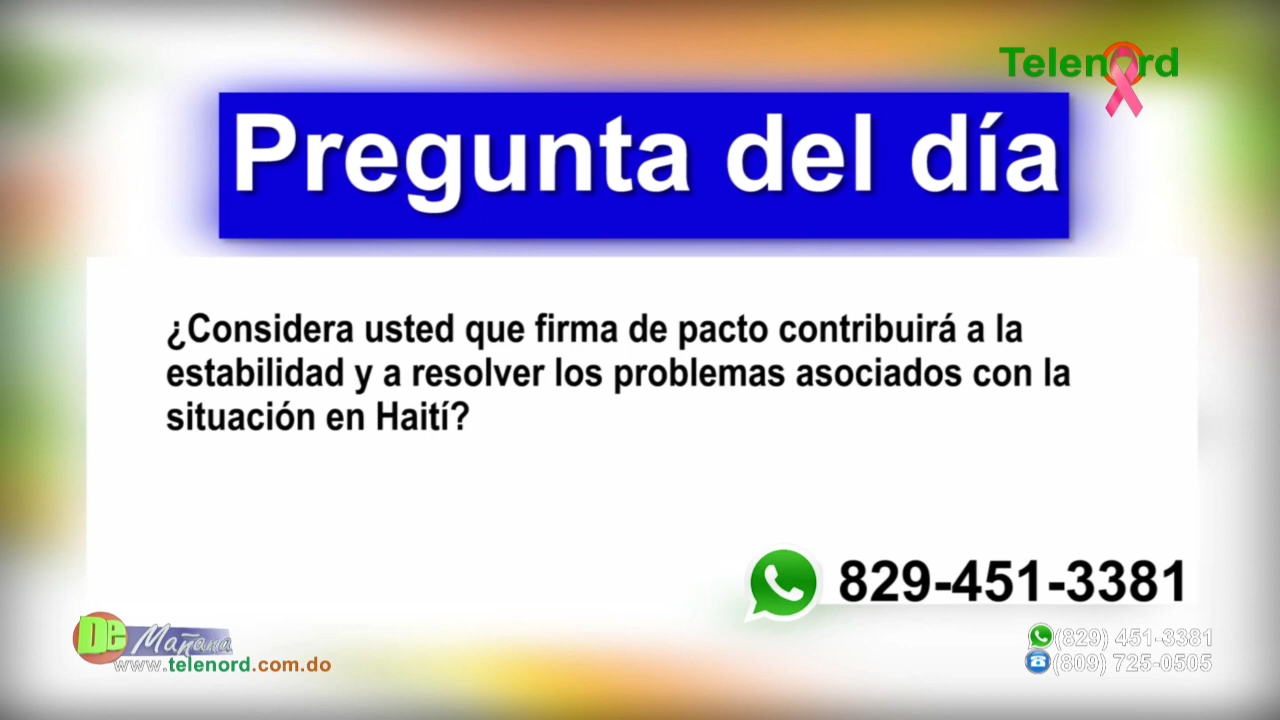 Telenord
Pregunta del día
¿Considera usted que firma de pacto contribuirá a la
estabilidad y a resolver los problemas asociados con la
situación en Haití?
829-451-3381
De Mañana
www.telenord.com.do
(829) 451-3381
(809) 725-0505